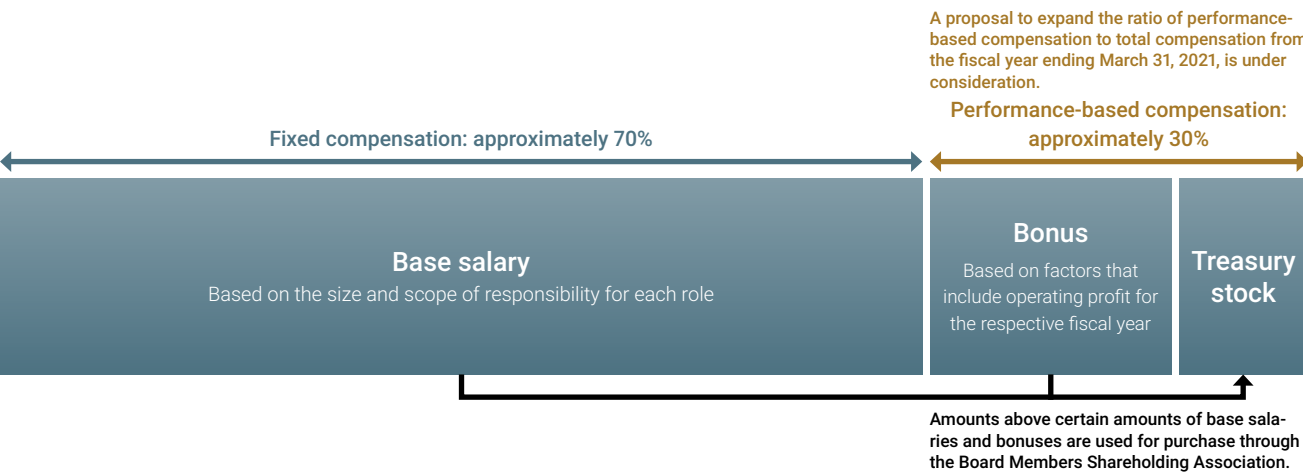 A proposal to expand the ratio of performance-
based compensation to total compensation from
the fiscal year ending March 31, 2021, is under
consideration.
Performance-based compensation:
approximately 30%
Fixed compensation: approximately 70%
Base salary
Based on the size and scope of responsibility for each role
Bonus
Based on factors that
include operating profit for
the respective fiscal year
Treasury
stock
Amounts above certain amounts of base sala-
ries and bonuses are used for purchase through
the Board Members Shareholding Association.